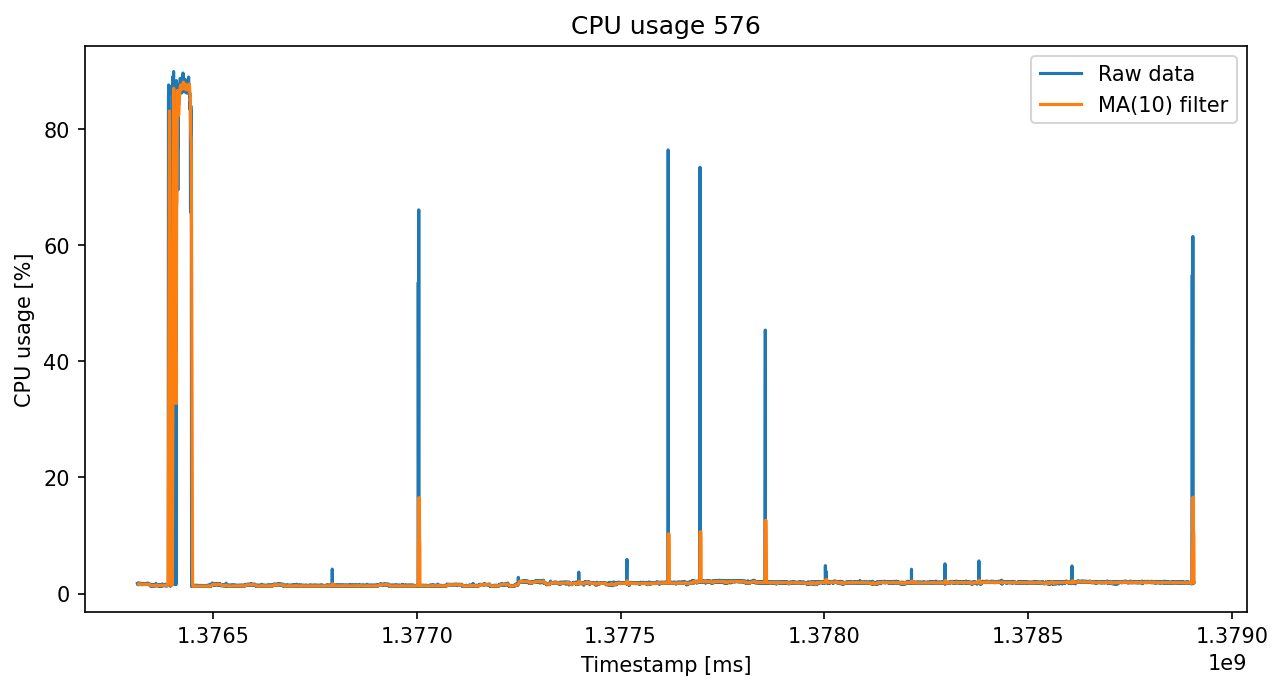 CPU usage 576
Raw data
MA(10) filter
CPU usage [%]
80
60
40
20
0
1.3765 1.3770 1.3775 1.3780 1.3785 1.3790
1e9
Timestamp [ms]